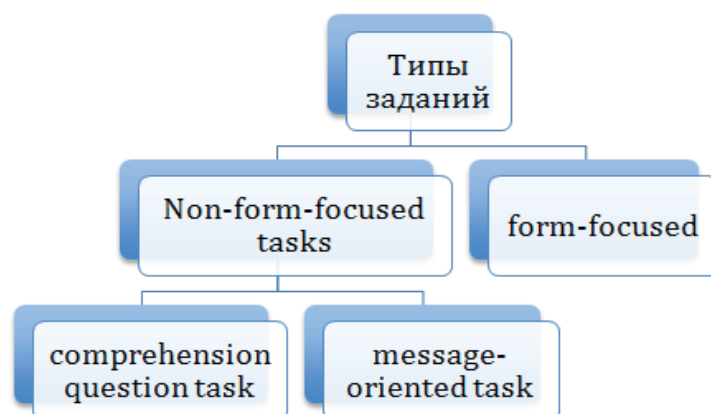 Типы
заданий
Non-form-focused
tasks
form-focused
comprehension
question task
message-
oriented task